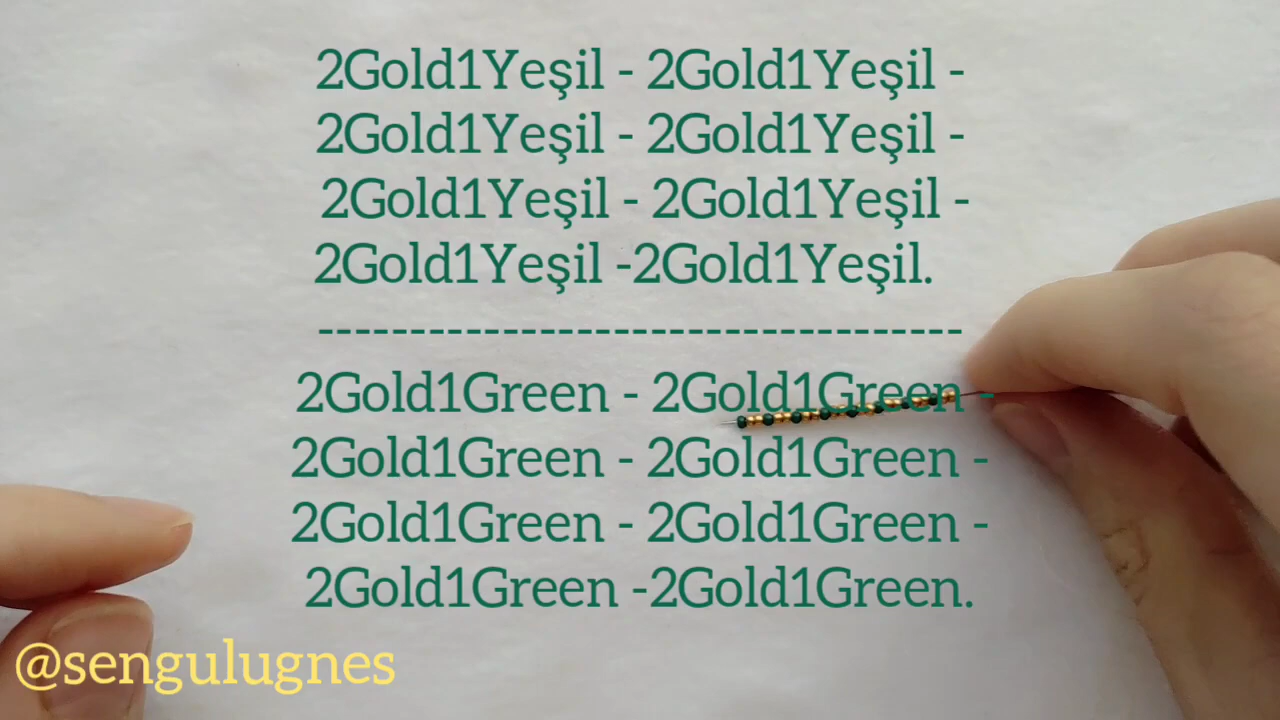 2Gold1Yeşil - 2Gold1Yeşil -
2Gold1Yeşil - 2Gold1Yeşil -
2Gold1Yeşil - 2Gold1Yeşil -
2Gold1Yeşil -2Gold1Yeşil.
-----------------------------------
2Gold1Green - 2Gold1Green -
2Gold1Green - 2Gold1Green -
2Gold1Green - 2Gold1Green -
2Gold1Green -2Gold1Green.
@sengulugnes